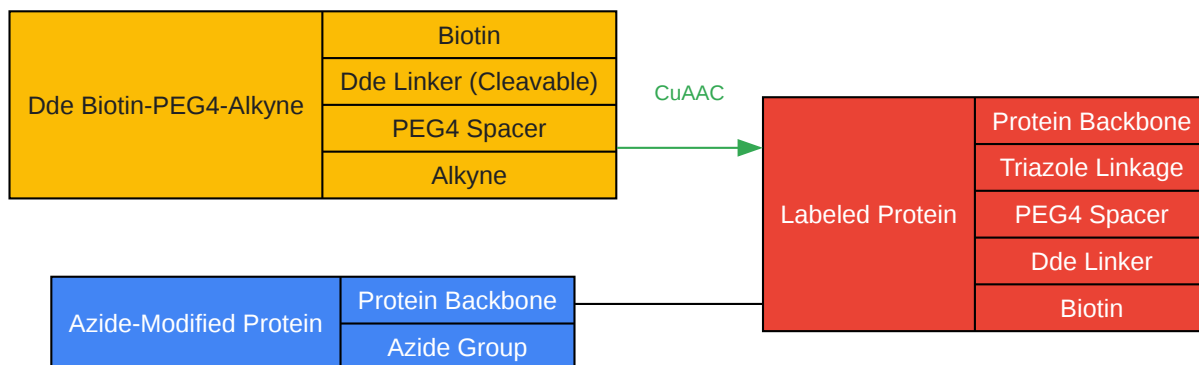 Dde Biotin-PEG4-Alkyne
Biotin
Dde Linker (Cleavable)
PEG4 Spacer
Alkyne
CuAAC
Labeled Protein
Protein Backbone
Triazole Linkage
PEG4 Spacer
Dde Linker
Biotin
Azide-Modified Protein
Protein Backbone
Azide Group